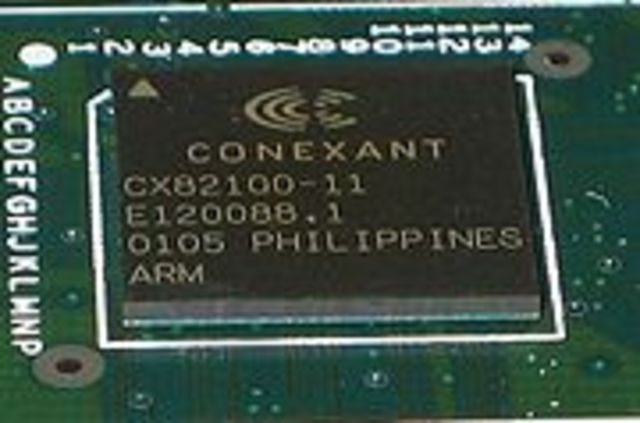 1 2 3 4 5 6 7 8 9 10 11 12 13 14
ABCDEFGHJKLMNP
CONEXANT
CX82100-11
E120088.1
0105 PHILIPPINES
ARM